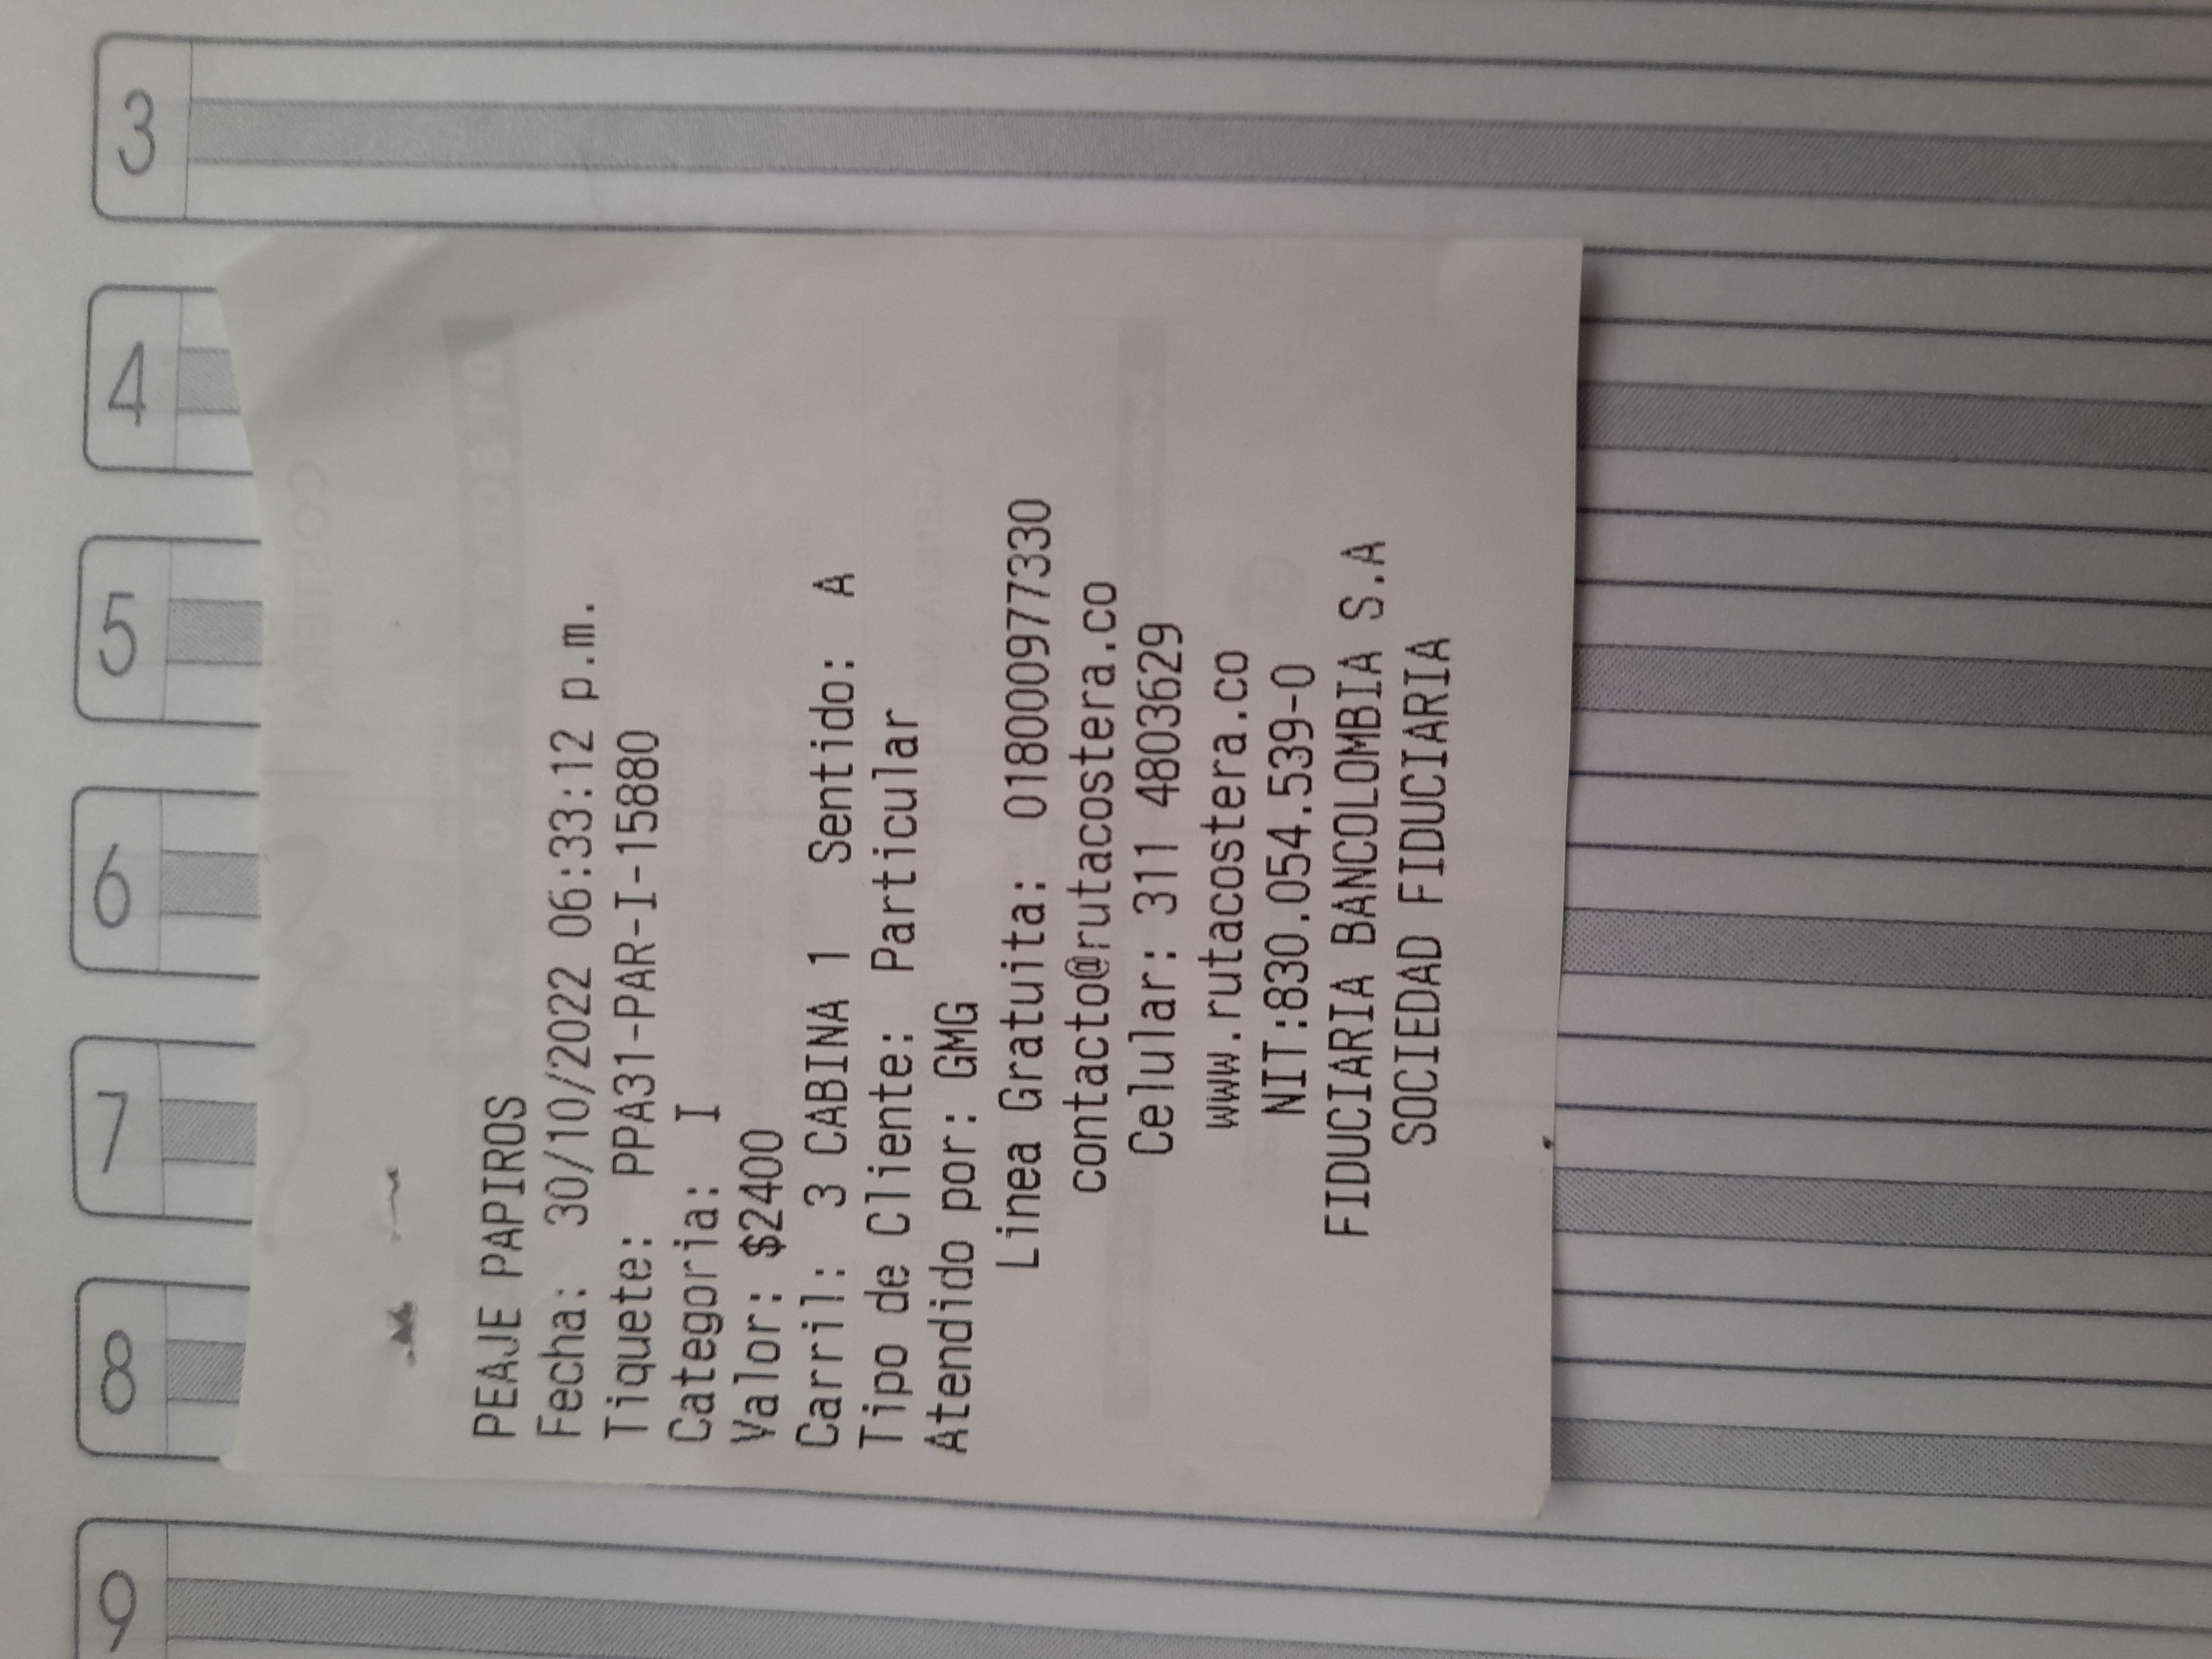 PEAJE PAPIROS
Fecha: 30/10/2022 06:33:12 p.m.
Tiquete: PPA31-PAR-I-15880
Categoria: I
Valor: $2400
Carril: 3 CABINA 1 Sentido: A
Tipo de Cliente: Particular
Atendido por: GMG
Linea Gratuita: 018000977330
contacto@rutacostera.co
Celular: 311 4803629
www.rutacostera.co
NIT:830.054.539-0
FIDUCIARIA BANCOLOMBIA S.A
SOCIEDAD FIDUCIARIA
3
4
5
6
7
8
9